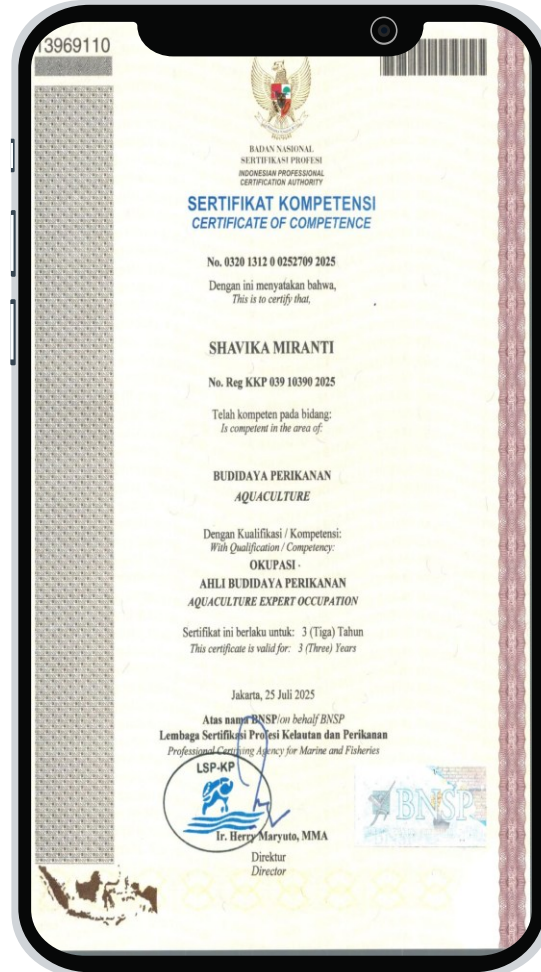 13969110
BADAN NASIONAL
SERTIFIKASI PROFESI
INDONESIAN PROFESSIONAL
CERTIFICATION AUTHORITY
SERTIFIKAT KOMPETENSI
CERTIFICATE OF COMPETENCE
No. 0320 1312 0 0252709 2025
Dengan ini menyatakan bahwa,
This is to certify that,
SHAVIKA MIRANTI
No. Reg KKP 039 10390 2025
Telah kompeten pada bidang:
Is competent in the area of:
BUDIDAYA PERIKANAN
AQUACULTURE
Dengan Kualifikasi / Kompetensi:
With Qualification / Competency:
OKUPASI
AHLI BUDIDAYA PERIKANAN
AQUACULTURE EXPERT OCCUPATION
Sertifikat ini berlaku untuk: 3 (Tiga) Tahun
This certificate is valid for: 3 (Three) Years
Jakarta, 25 Juli 2025
Atas nama BNSP/on behalf BNSP
Lembaga Sertifikasi Profesi Kelautan dan Perikanan
Professional Certifying Agency for Marine and Fisheries
LSP-KP
BNSP
Ir. Herry Maryuto, MMA
Direktur
Director